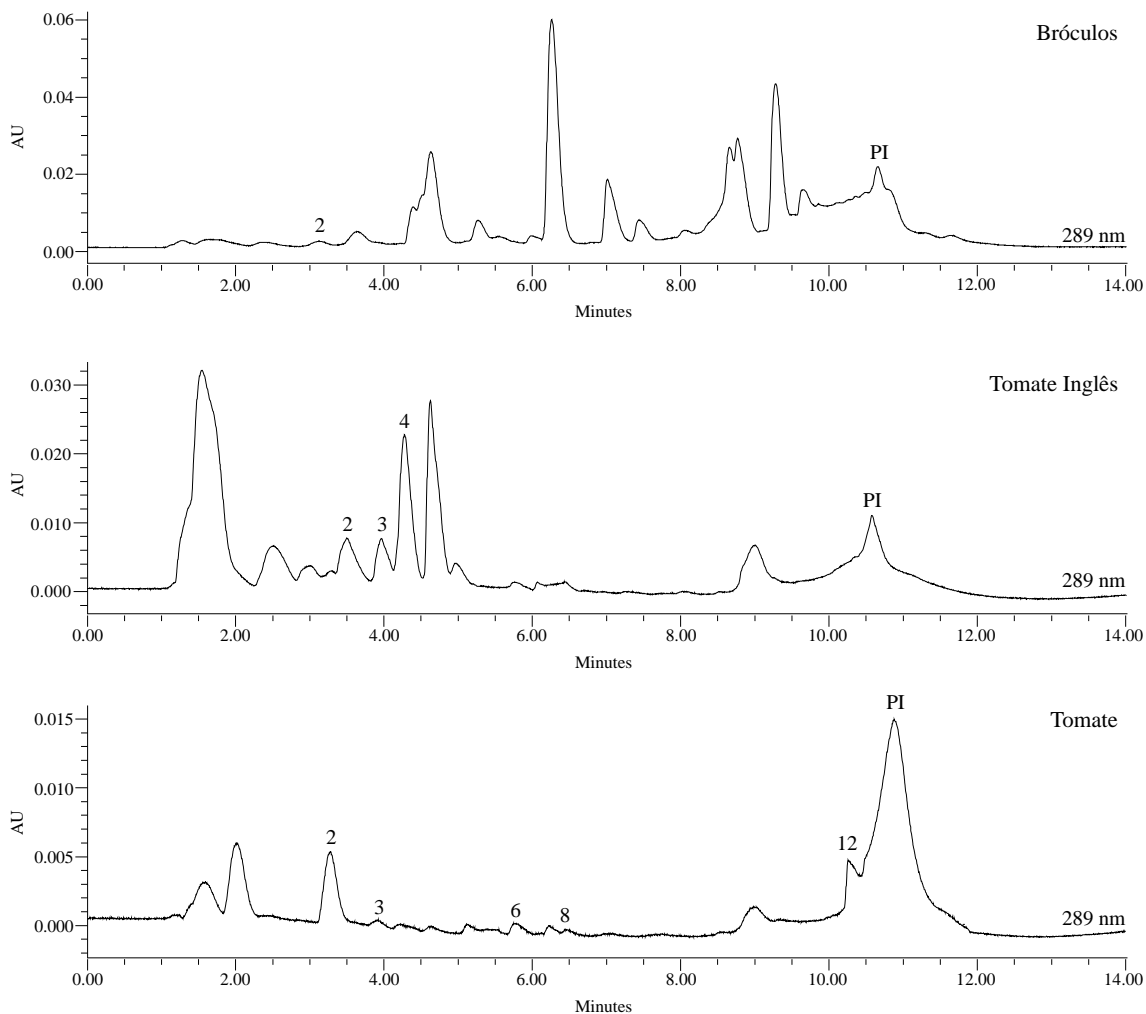 0.06
Bróculos
0.04
AU
PI
0.02
2
289 nm
0.00
0.00 2.00 4.00 6.00 8.00 10.00 12.00 14.00
Minutes
Tomate Inglês
0.030
4
0.020
AU
PI
0.010
2 3
289 nm
0.000
0.00 2.00 4.00 6.00 8.00 10.00 12.00 14.00
Minutes
PI
0.015
Tomate
0.010
AU
2
12
0.005
3 6 8
289 nm
0.000
0.00 2.00 4.00 6.00 8.00 10.00 12.00 14.00
Minutes